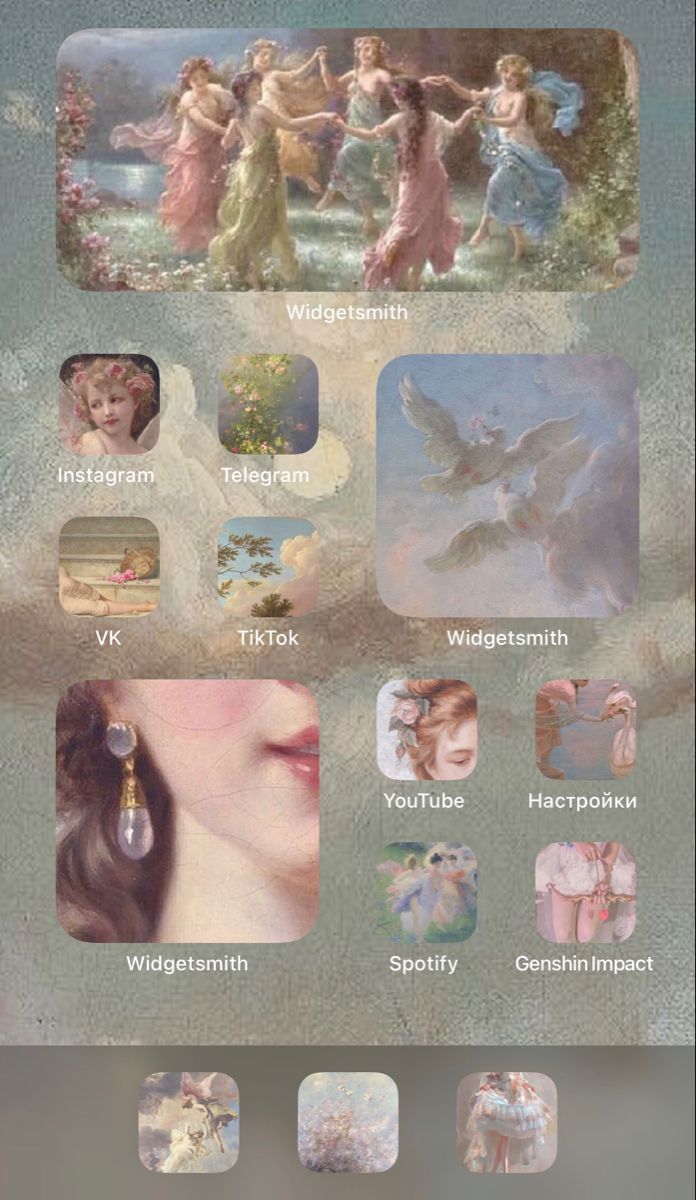 Widgetsmith
Instagram
Telegram
VK
TikTok
Widgetsmith
Widgetsmith
YouTube
Настройки
Spotify
Genshin Impact